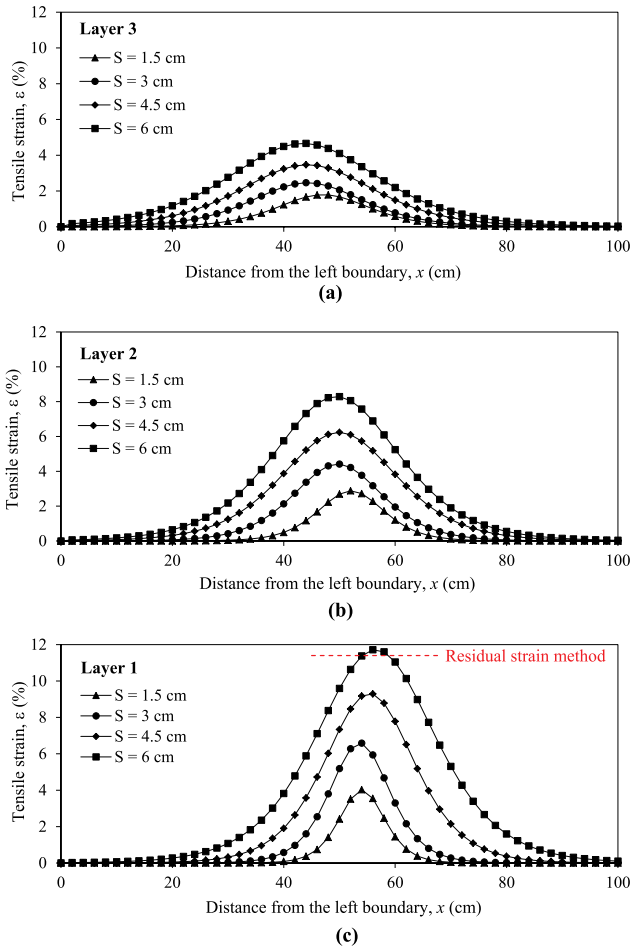 12
Layer 3
10
S = 1.5 cm
S = 3 cm
8
S = 4.5 cm
6
S = 6 cm
4
2
0
Tensile strain, ε (%)
0 20 40 60 80 100
Distance from the left boundary, x (cm)
(a)
12
Layer 2
10
S = 1.5 cm
S = 3 cm
8
S = 4.5 cm
6
S = 6 cm
4
2
0
Tensile strain, ε (%)
0 20 40 60 80 100
Distance from the left boundary, x (cm)
(b)
12
Residual strain method
Layer 1
10
S = 1.5 cm
S = 3 cm
8
S = 4.5 cm
6
S = 6 cm
4
2
0
Tensile strain, ε (%)
0 20 40 60 80 100
Distance from the left boundary, x (cm)
(c)